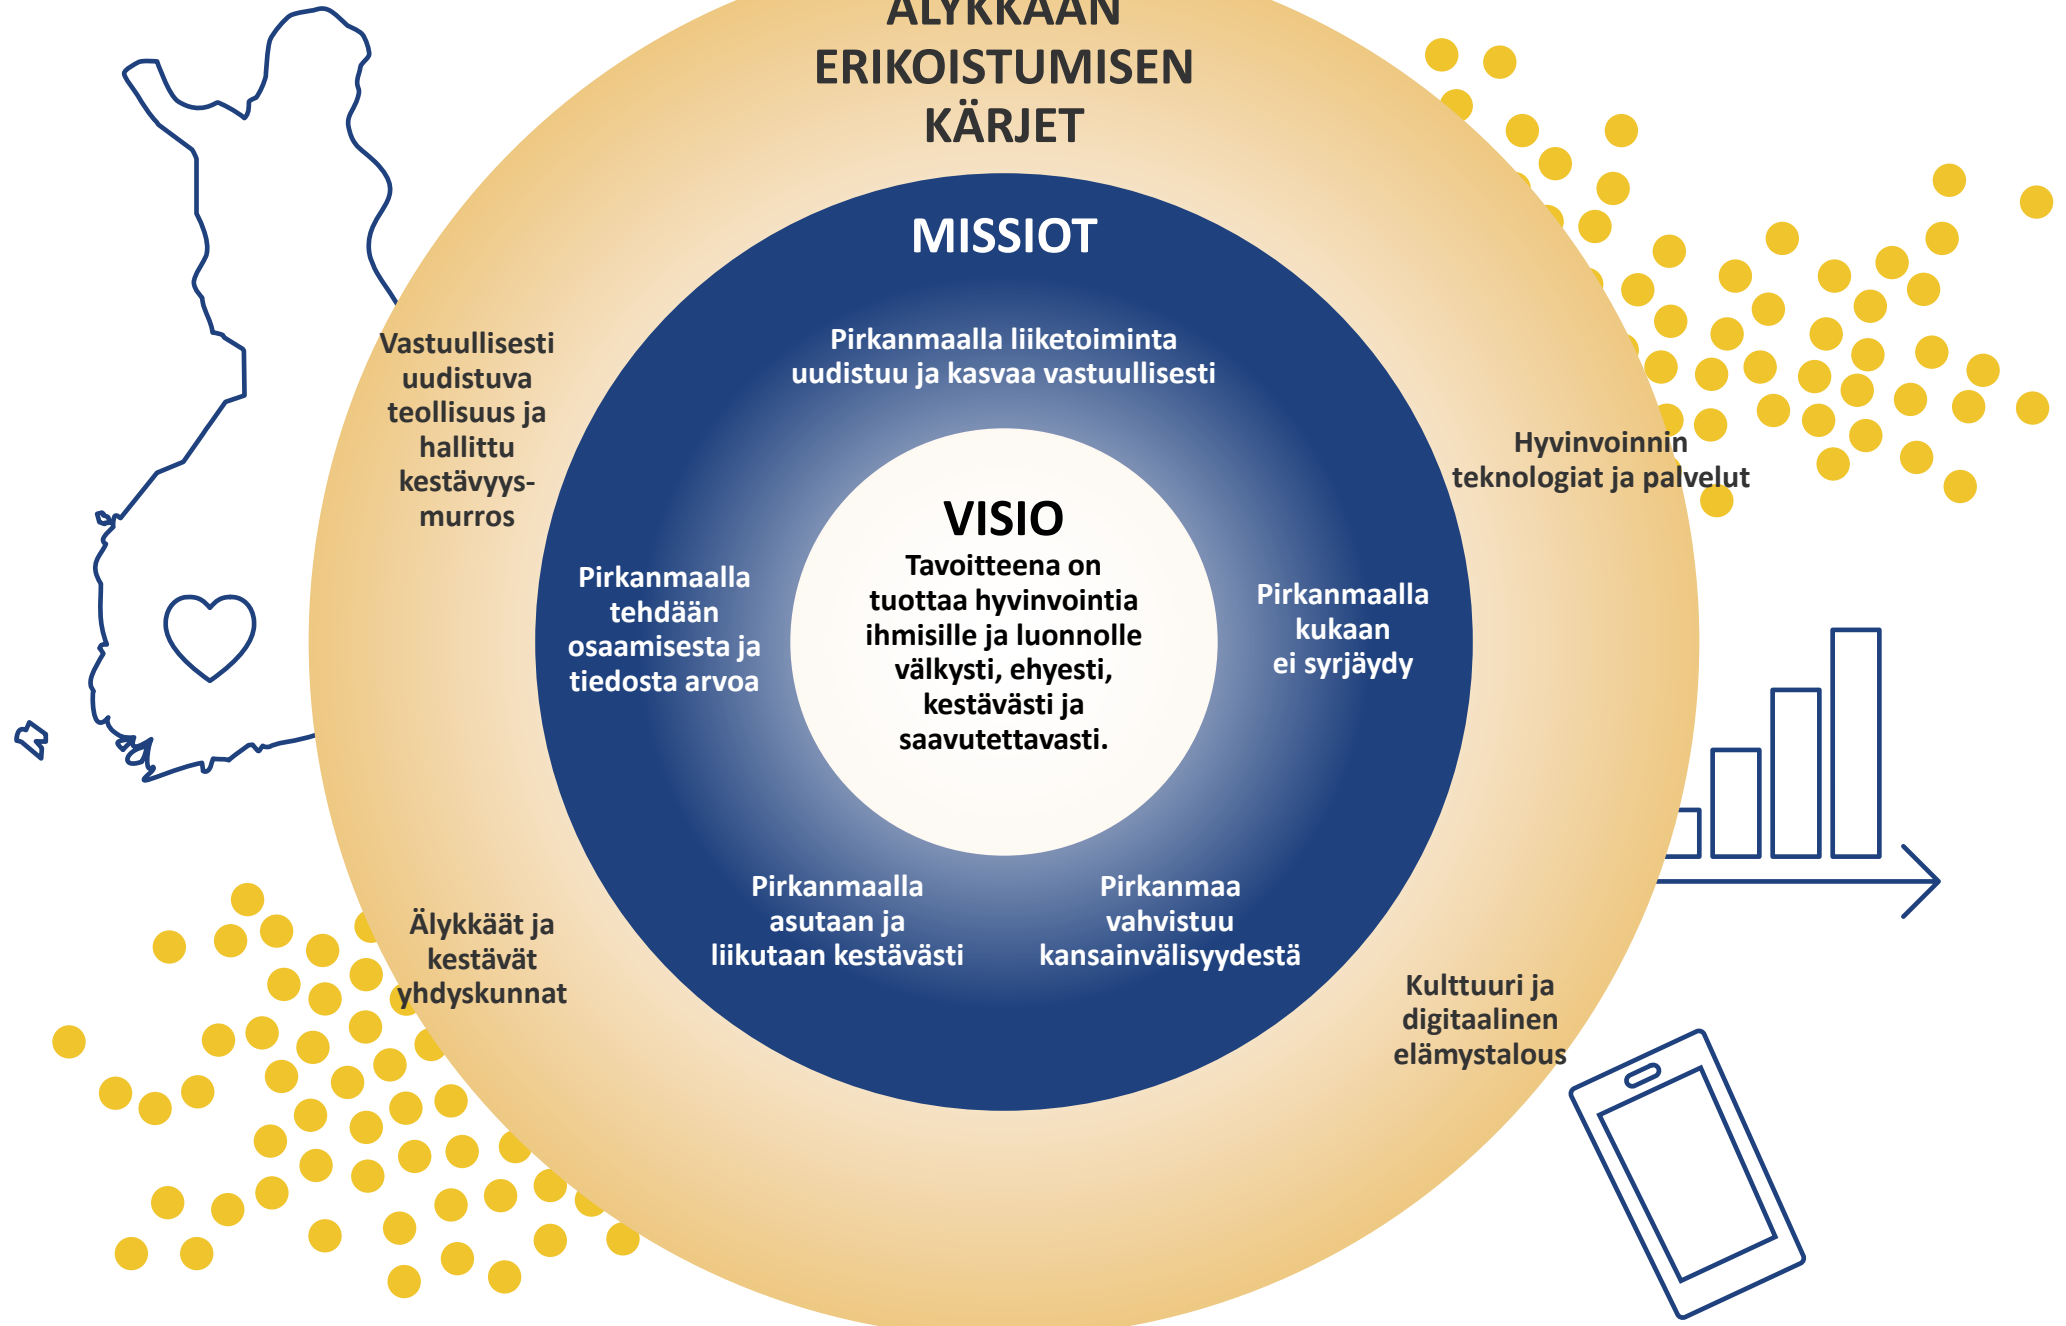 ÄLYKKÄÄN
ERIKOISTUMISEN
KÄRJET
MISSIOT
Pirkanmaalla liiketoiminta
uudistuu ja kasvaa vastuullisesti
Vastuullisesti
uudistuva
teollisuus ja
hallittu
kestävyys-
murros
Hyvinvoinnin
teknologiat ja palvelut
VISIO
Tavoitteena on
tuottaa hyvinvointia
ihmisille ja luonnolle
välkysti, ehyesti,
kestävästi ja
saavutettavasti.
Pirkanmaalla
tehdään
osaamisesta ja
tiedosta arvoa
Pirkanmaalla
kukaan
ei syrjäydy
Pirkanmaalla
asutaan ja
liikutaan kestävästi
Pirkanmaa
vahvistuu
kansainvälisyydestä
Älykkäät ja
kestävät
yhdyskunnat
Kulttuuri ja
digitaalinen
elämystalous